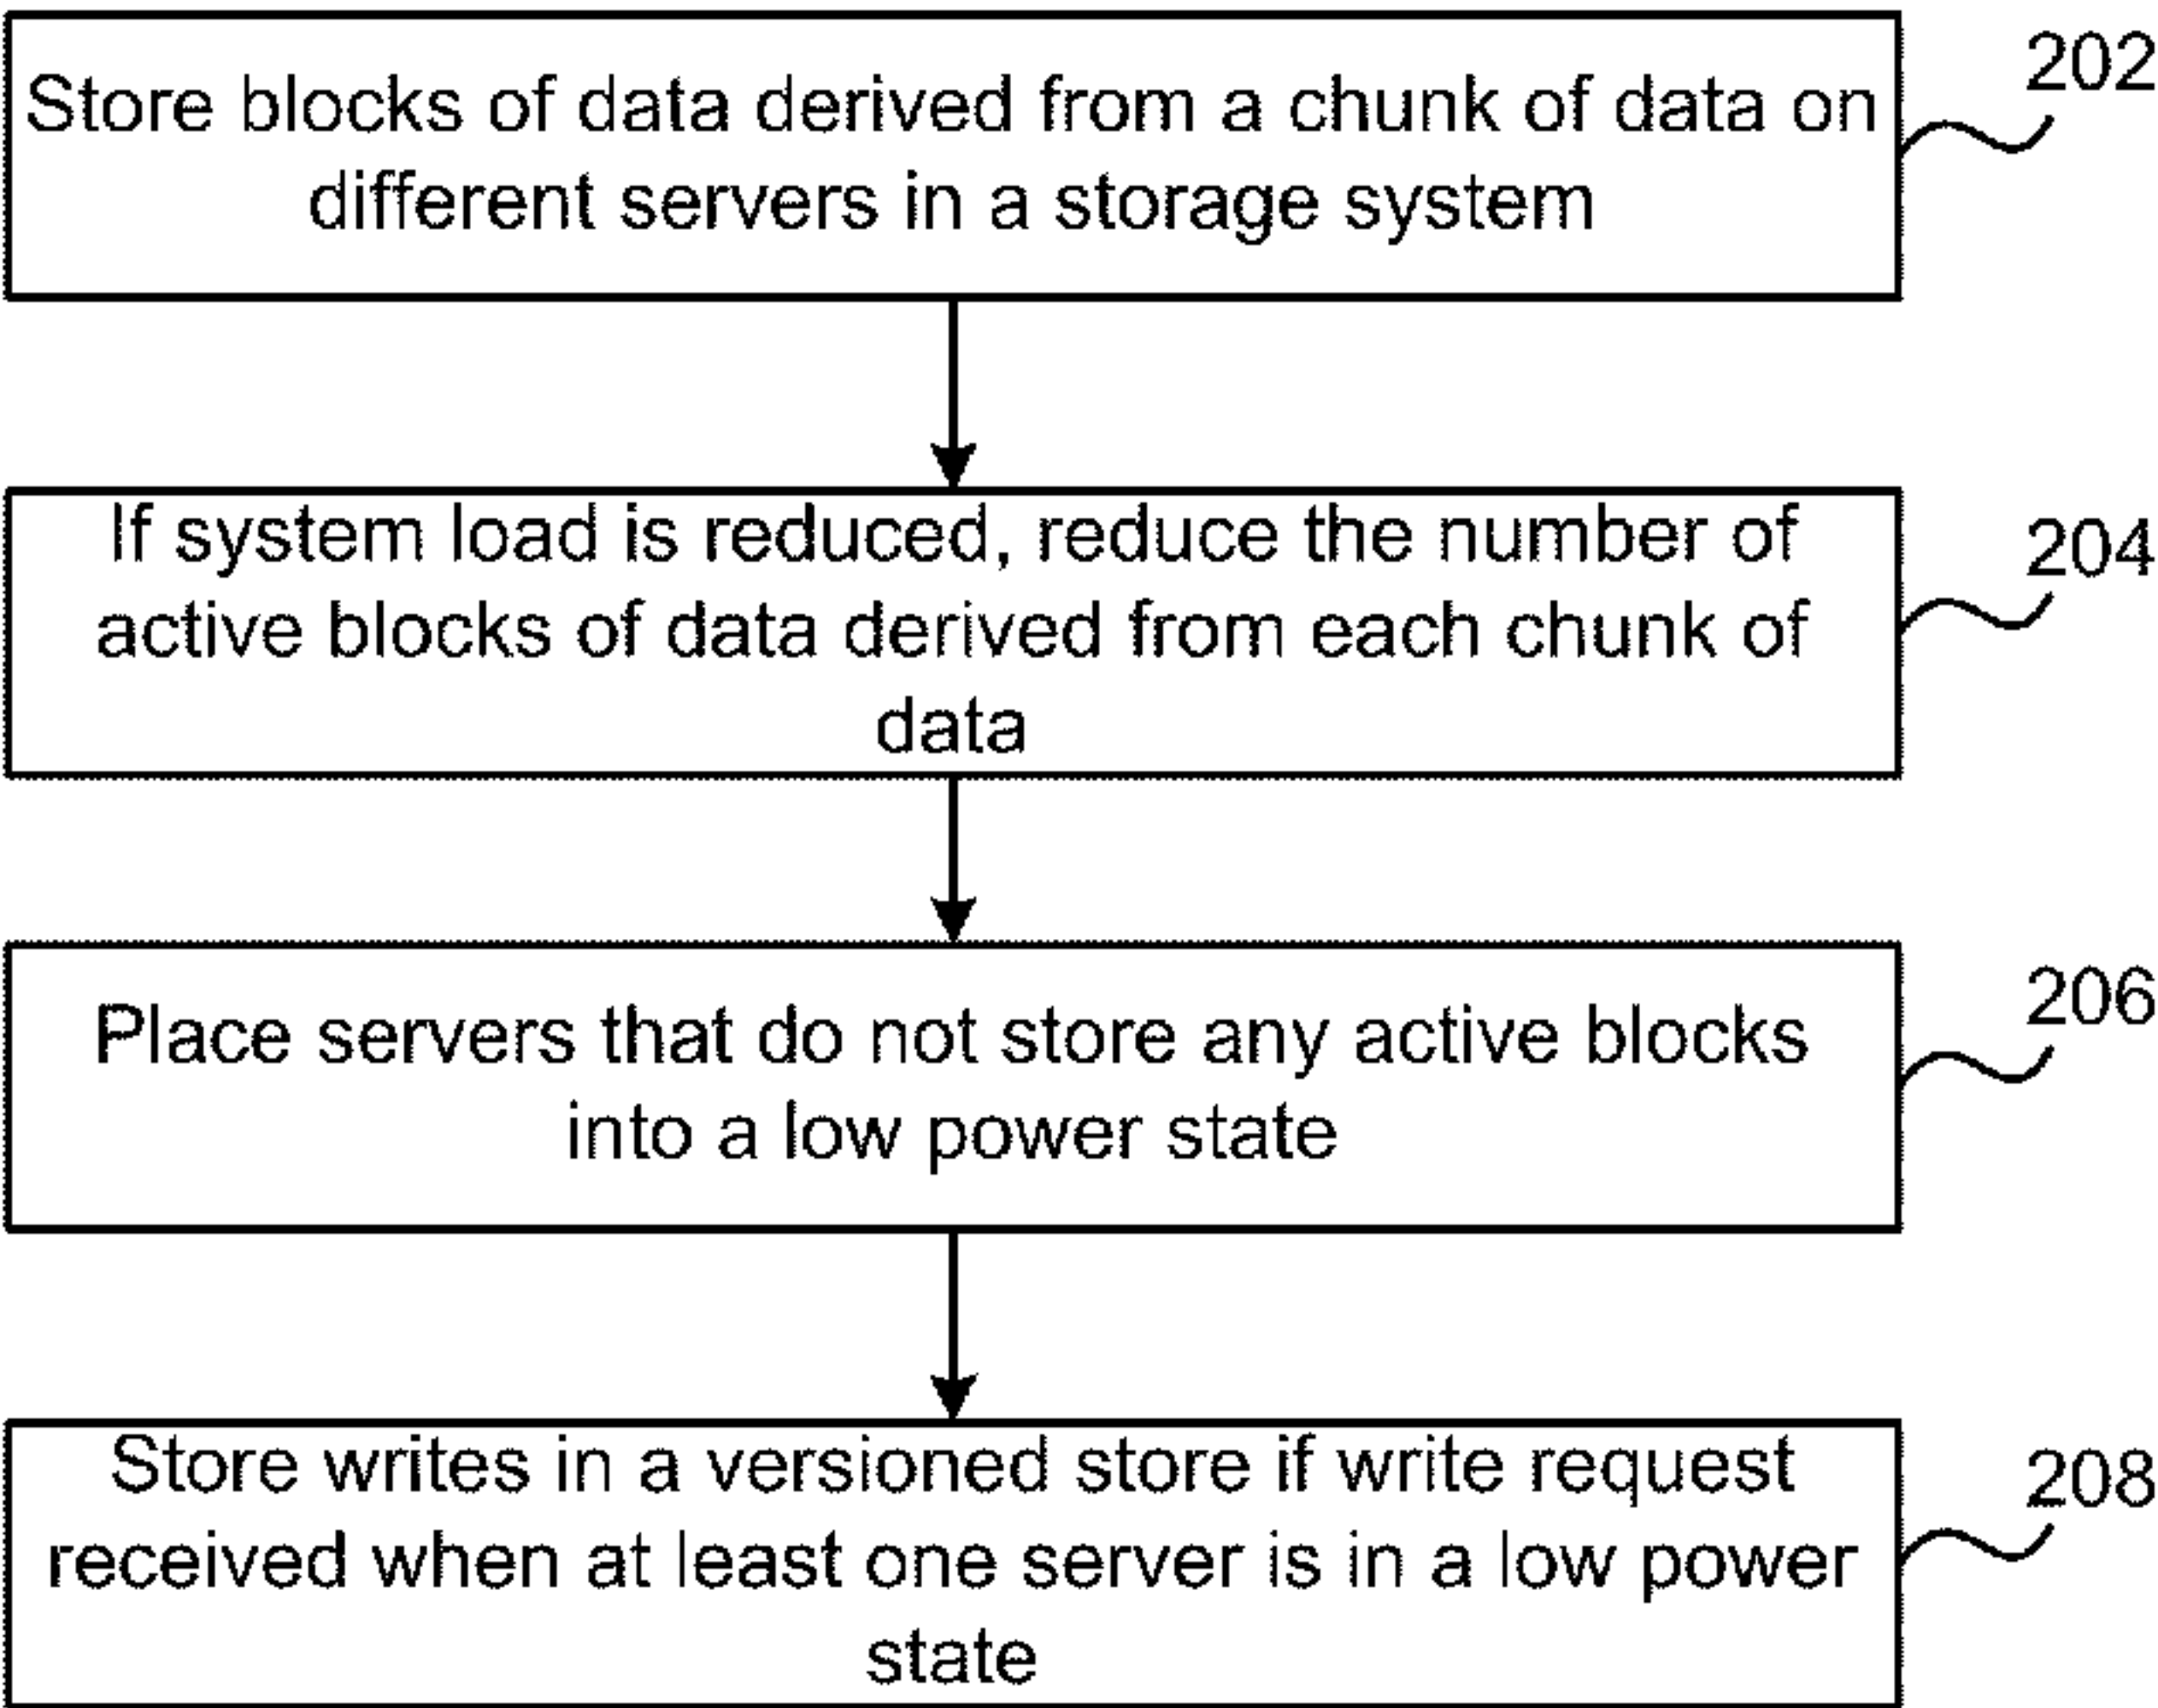 Store blocks of data derived from a chunk of data on
different servers in a storage system
202
If system load is reduced, reduce the number of
active blocks of data derived from each chunk of
data
204
Place servers that do not store any active blocks
into a low power state
206
Store writes in a versioned store if write request
received when at least one server is in a low power
state
208